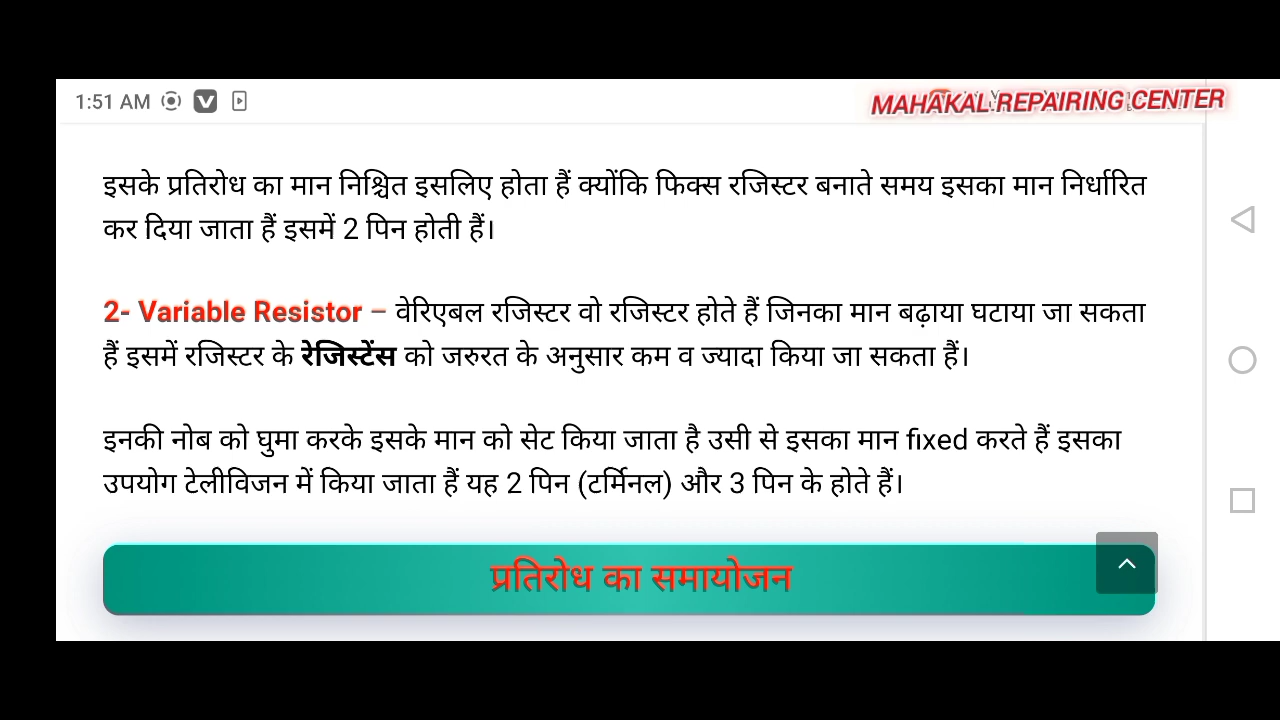 1:51 AM
MAHAKAL REPAIRING CENTER
इसके प्रतिरोध का मान निश्चित इसलिए होता हैं क्योंकि फिक्स रजिस्टर बनाते समय इसका मान निर्धारित
कर दिया जाता हैं इसमें 2 पिन होती हैं।
2- Variable Resistor – वेरिएबल रजिस्टर वो रजिस्टर होते हैं जिनका मान बढ़ाया घटाया जा सकता
हैं इसमें रजिस्टर के रेजिस्टेंस को जरुरत के अनुसार कम व ज्यादा किया जा सकता हैं।
इनकी नोब को घुमा करके इसके मान को सेट किया जाता है उसी से इसका मान fixed करते हैं इसका
उपयोग टेलीविजन में किया जाता हैं यह 2 पिन (टर्मिनल) और 3 पिन के होते हैं।
प्रतिरोध का समायोजन